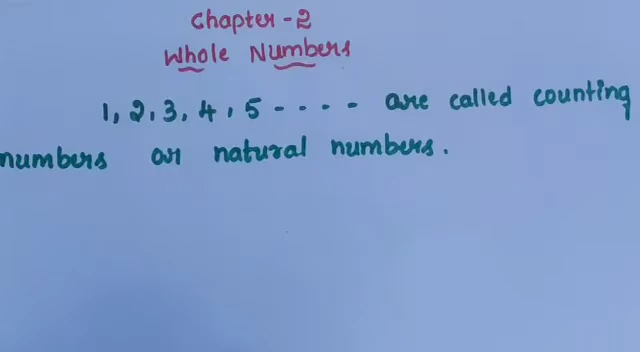 Chapter - 2
Whole Numbers
1, 2, 3, 4, 5 - - - - are called counting
numbers or natural numbers.